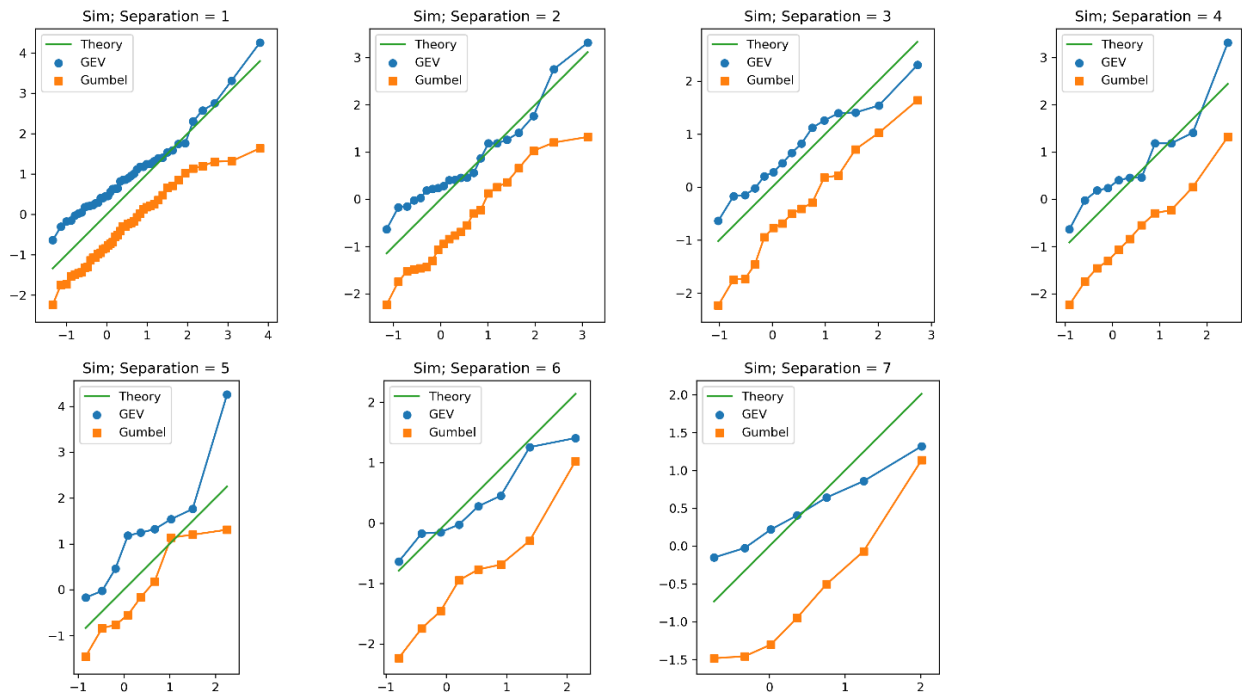 Sim; Separation = 1
Theory
GEV
Gumbel
4
3
2
1
0
−1
−2
−1 0 1 2 3 4
Sim; Separation = 2
Theory
GEV
Gumbel
3
2
1
0
−1
−2
−1 0 1 2 3
Sim; Separation = 3
Theory
GEV
Gumbel
2
1
0
−1
−2
−1 0 1 2 3
Sim; Separation = 4
Theory
GEV
Gumbel
3
2
1
0
−1
−2
−1 0 1 2
Sim; Separation = 5
Theory
GEV
Gumbel
4
3
2
1
0
−1
−1 0 1 2
Sim; Separation = 6
Theory
GEV
Gumbel
2
1
0
−1
−2
−1 0 1 2
Sim; Separation = 7
Theory
GEV
Gumbel
2.0
1.5
1.0
0.5
0.0
−0.5
−1.0
−1.5
0 1 2